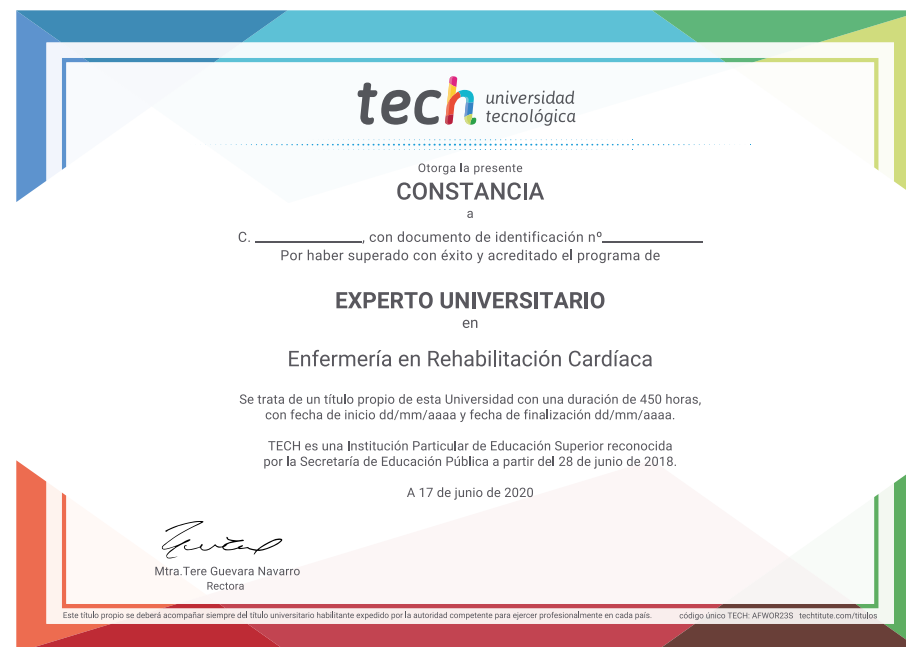 tech universidad
tecnológica
Otorga la presente
CONSTANCIA
a
C. ______________, con documento de identificación nº_____________
Por haber superado con éxito y acreditado el programa de
EXPERTO UNIVERSITARIO
en
Enfermería en Rehabilitación Cardíaca
Se trata de un título propio de esta Universidad con una duración de 450 horas,
con fecha de inicio dd/mm/aaaa y fecha de finalización dd/mm/aaaa.
TECH es una Institución Particular de Educación Superior reconocida
por la Secretaría de Educación Pública a partir del 28 de junio de 2018.
A 17 de junio de 2020
Mtra.Tere Guevara Navarro
Rectora
Este título propio se deberá acompañar siempre del título universitario habilitante expedido por la autoridad competente para ejercer profesionalmente en cada país. código único TECH: AFWOR23S techtitute.com/titulos